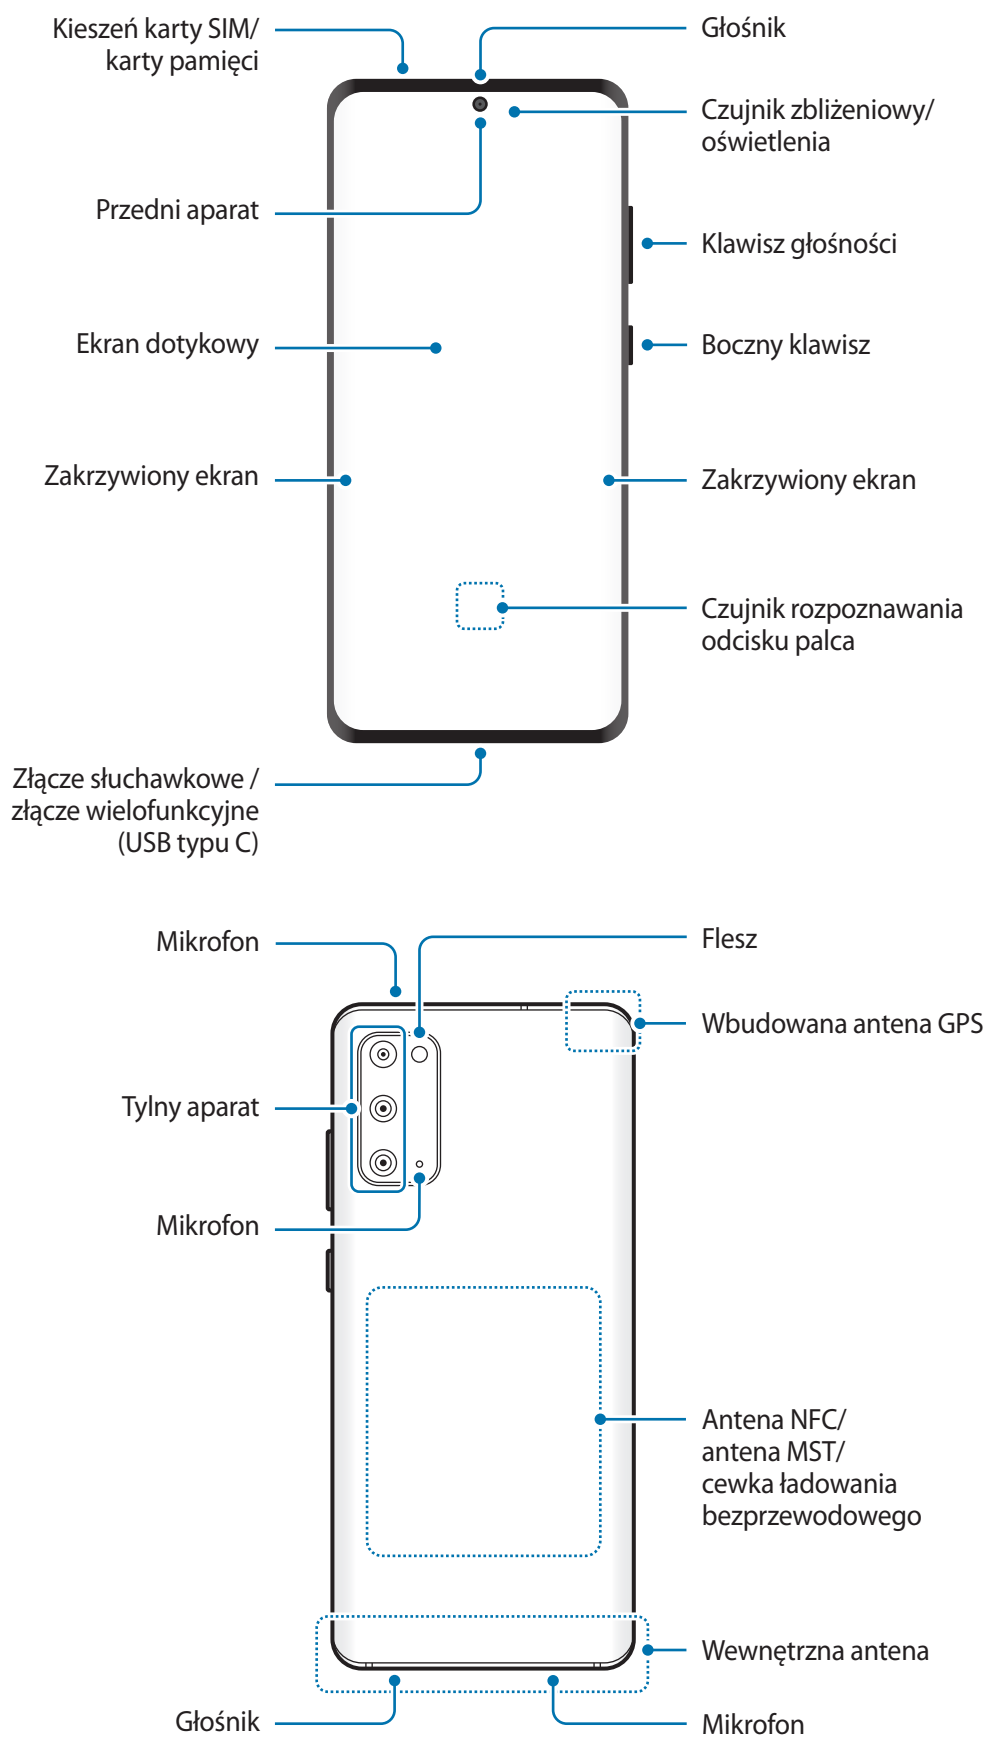 Kieszeń karty SIM/
karty pamięci
Głośnik
Czujnik zbliżeniowy/
oświetlenia
Przedni aparat
Klawisz głośności
Ekran dotykowy
Boczny klawisz
Zakrzywiony ekran
Zakrzywiony ekran
Czujnik rozpoznawania
odcisku palca
Złącze słuchawkowe /
złącze wielofunkcyjne
(USB typu C)
Mikrofon
Flesz
Wbudowana antena GPS
Tylny aparat
Mikrofon
Antena NFC/
antena MST/
cewka ładowania
bezprzewodowego
Wewnętrzna antena
Głośnik
Mikrofon